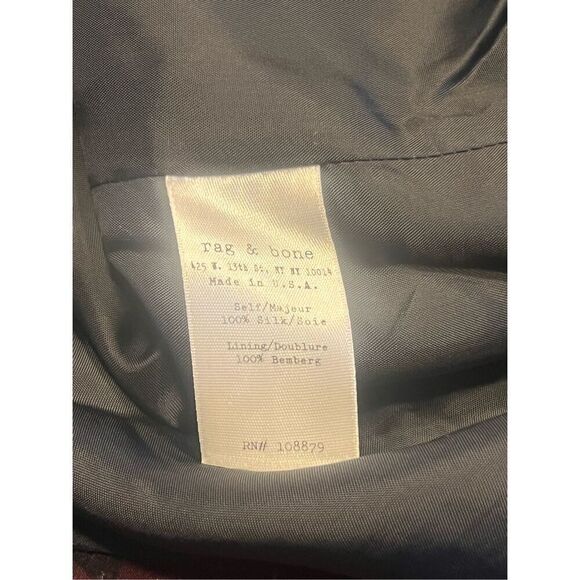 rag & bone
425 W. 13th St, NY NY 10014
Made in U.S.A.
Self/Majeur
100% Silk/Soie
Lining/Doublure
100% Bemberg
RN# 108879